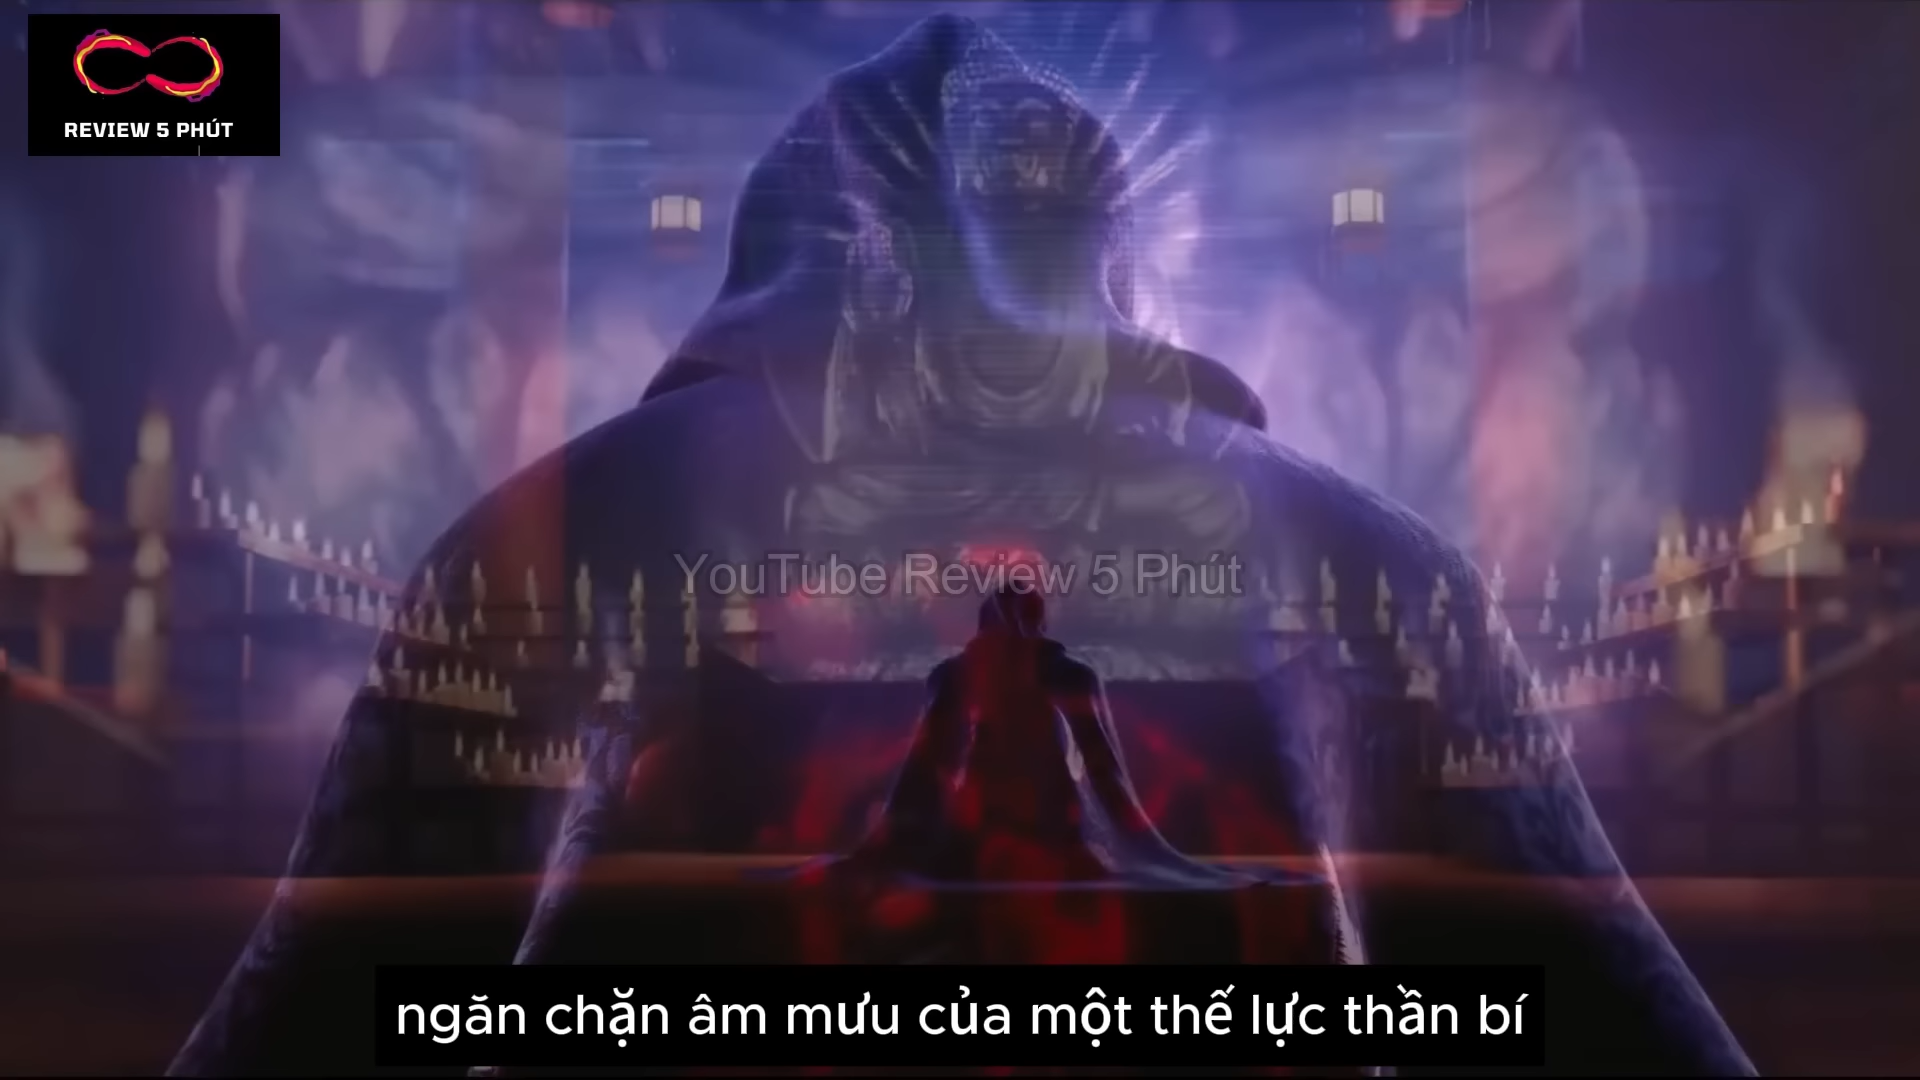 REVIEW 5 PHÚT
YouTube Review 5 Phút
ngăn chặn âm mưu của một thế lực thần bí